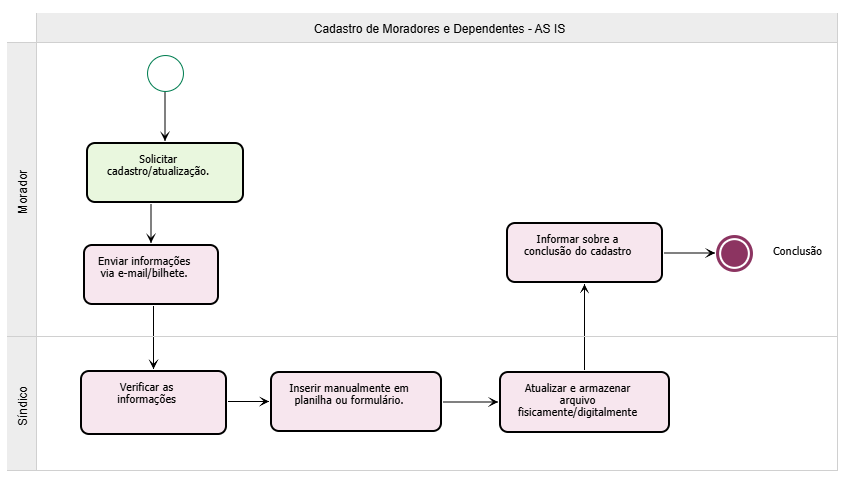 Cadastro de Moradores e Dependentes - AS IS
Morador
Solicitar
cadastro/atualização.
Enviar informações
via e-mail/bilhete.
Informar sobre a
conclusão do cadastro
Conclusão
Síndico
Verificar as
informações
Inserir manualmente em
planilha ou formulário.
Atualizar e armazenar
arquivo
fisicamente/digitalmente